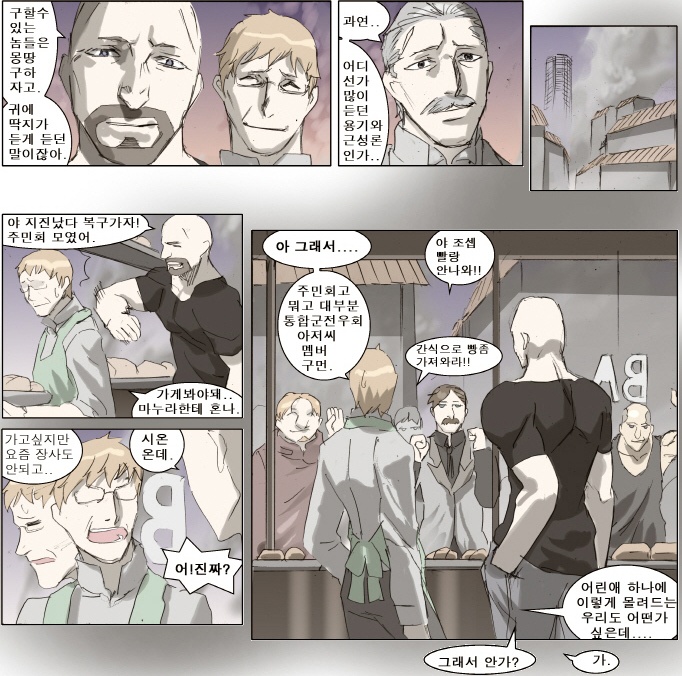 구할수
있는
놈들은
몽땅
구하
자고.
귀에
딱지가
듣게 듣던
말이잖아.
과연..
어디
선가
많이
듣던
용기와
근성론
인가..
야 지진났다 복구가자!
주민회 모였어.
가게봐야돼..
마누라한테 혼나.
가고싶지만
요즘 장사도
안되고..
시온
온데.
어!진짜?
아 그래서....
주민회고
뭐고 대부분
통합군전우회
아저씨
멤버
구먼.
야 조셉
빨랑
안나와!!
간식으로 빵좀
가저와라!!
BA
어린애 하나에
이렇게 몰려드는
우리도 어떤가
싶은데....
그래서 안가?
가.